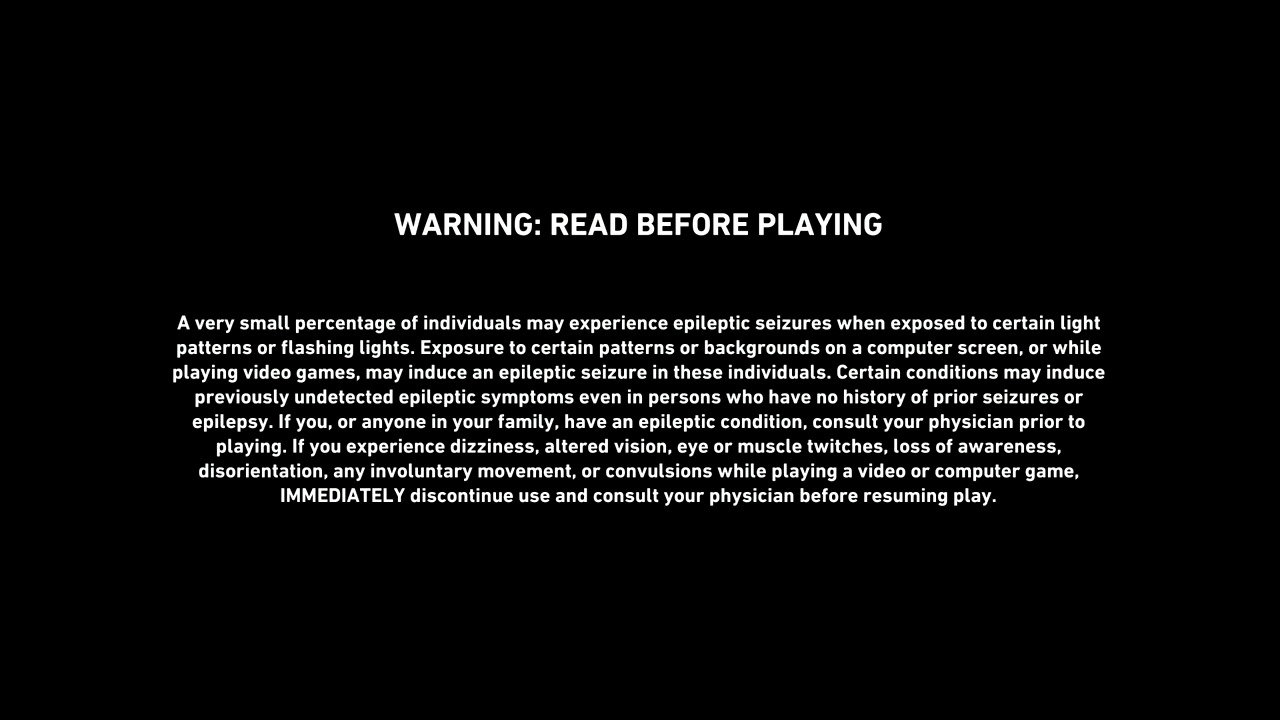 WARNING: READ BEFORE PLAYING
A very small percentage of individuals may experience epileptic seizures when exposed to certain light
patterns or flashing lights. Exposure to certain patterns or backgrounds on a computer screen, or while
playing video games, may induce an epileptic seizure in these individuals. Certain conditions may induce
previously undetected epileptic symptoms even in persons who have no history of prior seizures or
epilepsy. If you, or anyone in your family, have an epileptic condition, consult your physician prior to
playing. If you experience dizziness, altered vision, eye or muscle twitches, loss of awareness,
disorientation, any involuntary movement, or convulsions while playing a video or computer game,
IMMEDIATELY discontinue use and consult your physician before resuming play.